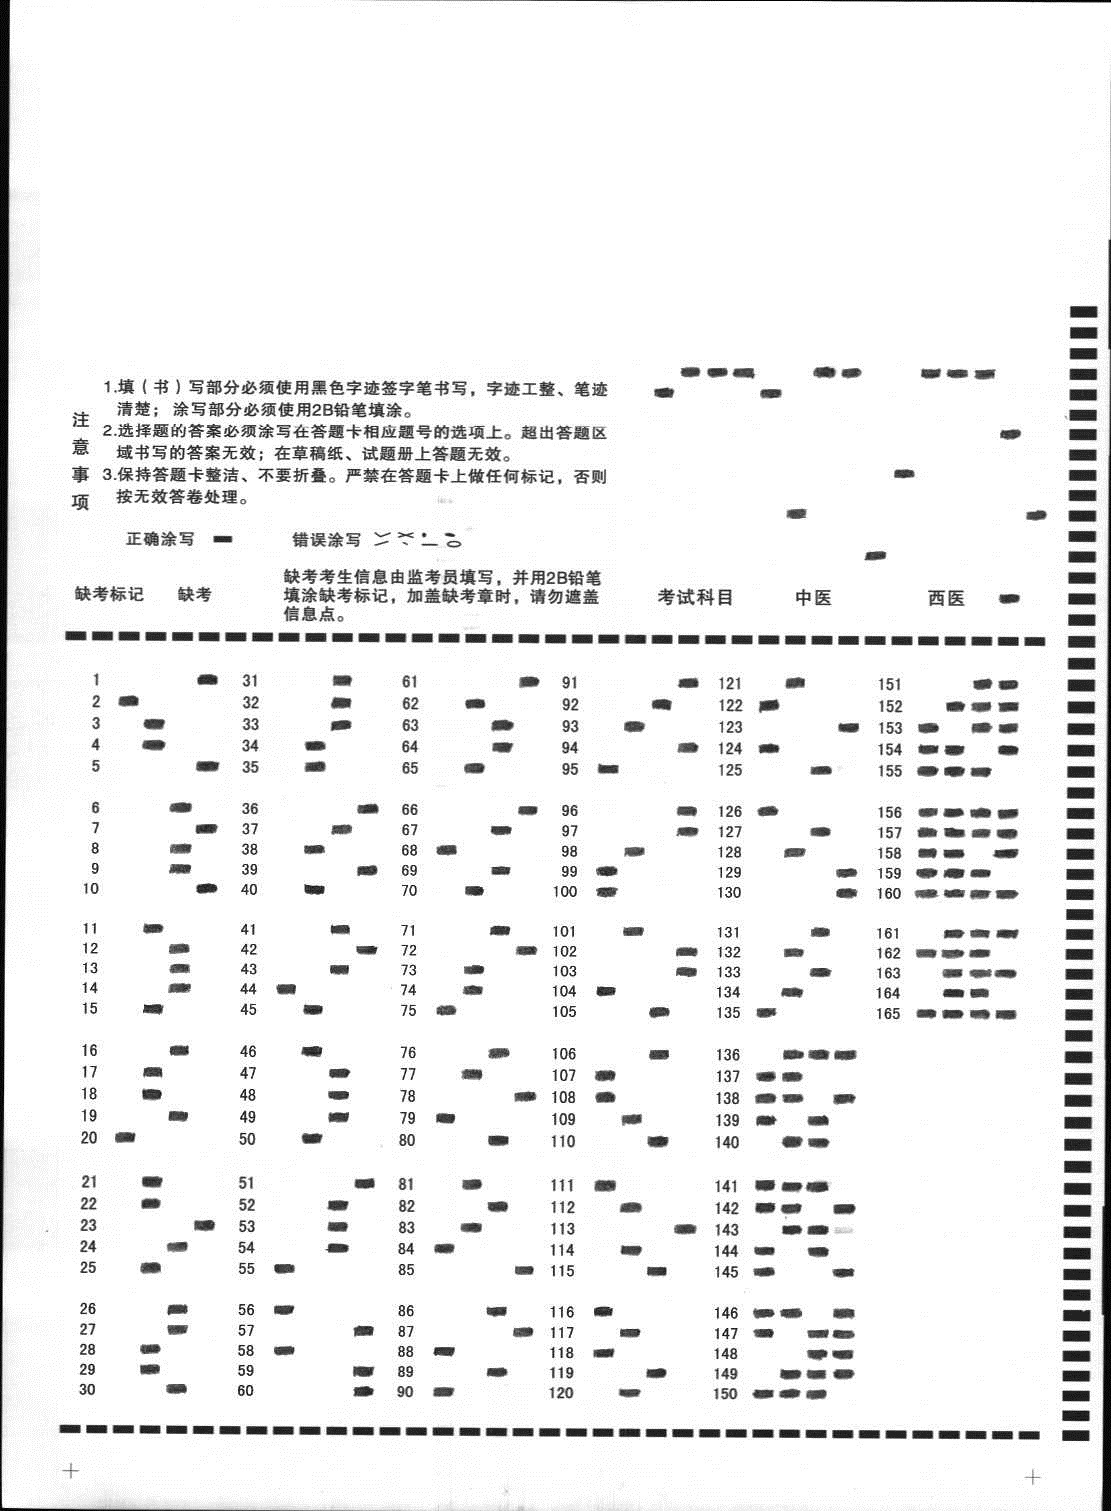 注意事项
1.填（书）写部分必须使用黑色字迹签字笔书写，字迹工整、笔迹
清楚；涂写部分必须使用2B铅笔填涂。
2.选择题的答案必须涂写在答题卡相应题号的选项上。超出答题区
域书写的答案无效；在草稿纸、试题册上答题无效。
3.保持答题卡整洁、不要折叠。严禁在答题卡上做任何标记，否则
按无效答卷处理。
正确涂写 错误涂写
缺考标记 缺考
缺考考生信息由监考员填写，并用2B铅笔
填涂缺考标记，加盖缺考章时，请勿遮盖
信息点。
考试科目 中医 西医
1 31 61 91 121 151
2 32 62 92 122 152
3 33 63 93 123 153
4 34 64 94 124 154
5 35 65 95 125 155
6 36 66 96 126 156
7 37 67 97 127 157
8 38 68 98 128 158
9 39 69 99 129 159
10 40 70 100 130 160
11 41 71 101 131 161
12 42 72 102 132 162
13 43 73 103 133 163
14 44 74 104 134 164
15 45 75 105 135 165
16 46 76 106 136
17 47 77 107 137
18 48 78 108 138
19 49 79 109 139
20 50 80 110 140
21 51 81 111 141
22 52 82 112 142
23 53 83 113 143
24 54 84 114 144
25 55 85 115 145
26 56 86 116 146
27 57 87 117 147
28 58 88 118 148
29 59 89 119 149
30 60 90 120 150